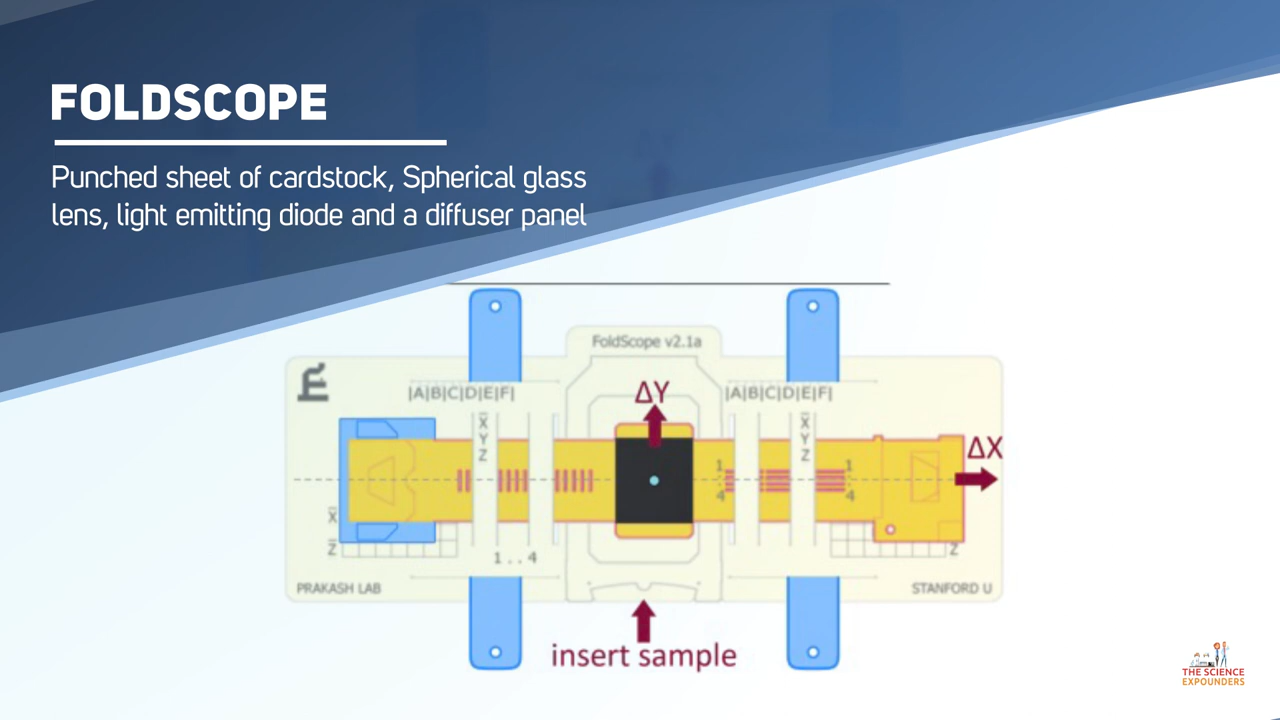 FOLDSCOPE
Punched sheet of cardstock, Spherical glass
lens, light emitting diode and a diffuser panel
FoldScope v2.1a
|A|B|C|D|E|F|
ΔY
|A|B|C|D|E|F|
X̅
Y
Z
X̅
Y
Z
ΔX
1
4
1
4
X̅
Z̅
Z
1 . . 4
PRAKASH LAB
STANFORD U
insert sample
THE SCIENCE
EXPOUNDERS